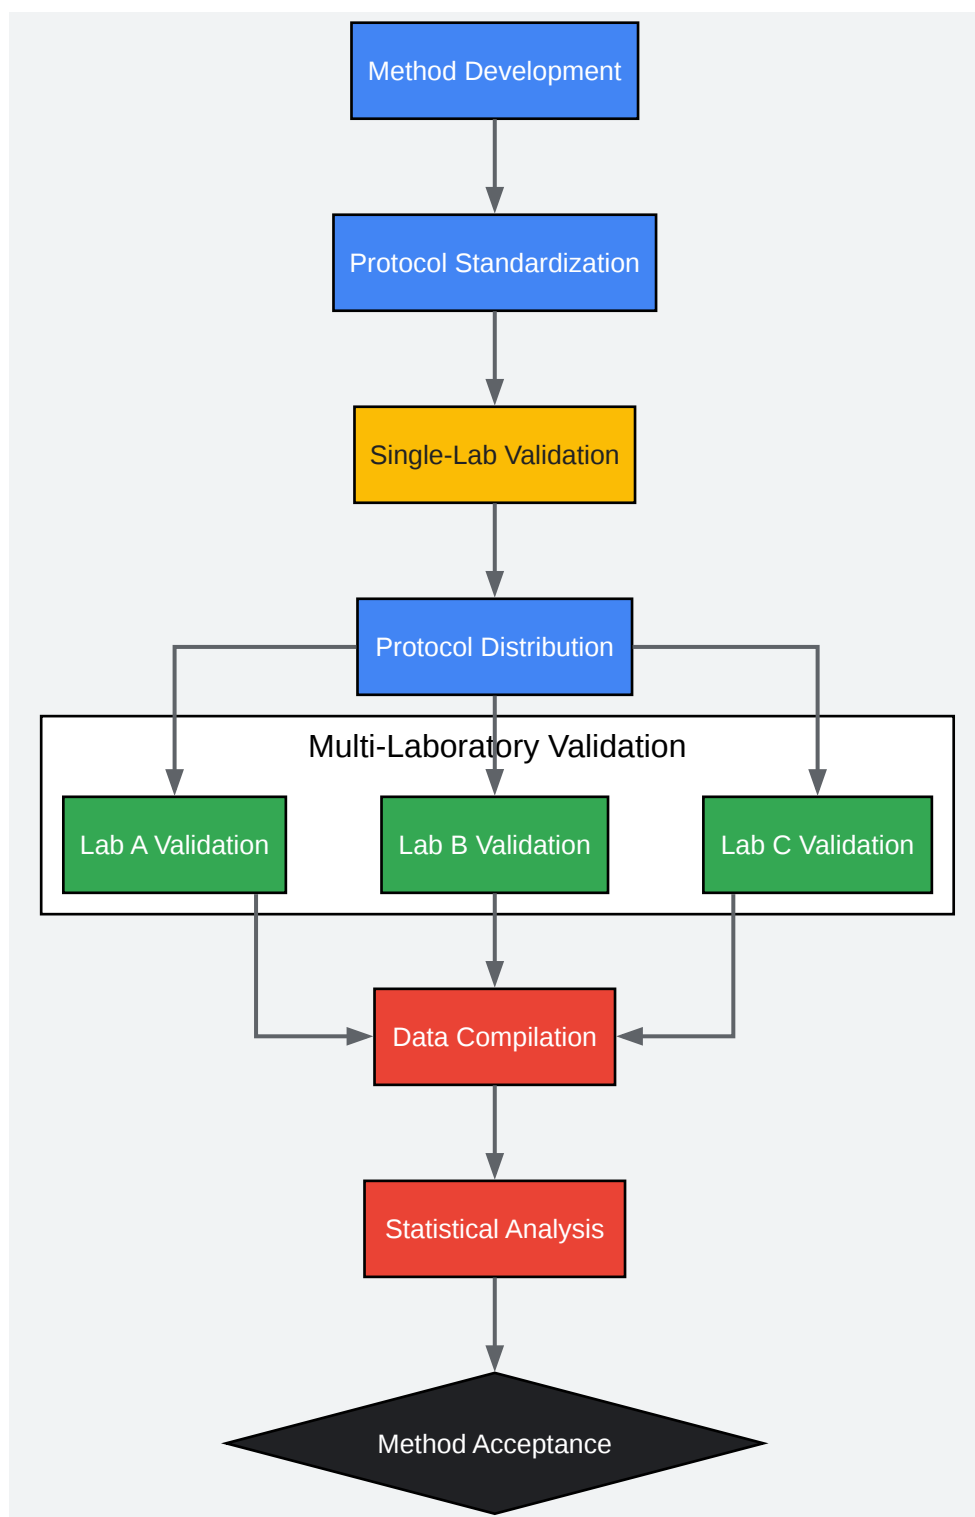 Method Development
Protocol Standardization
Single-Lab Validation
Protocol Distribution
Multi-Laboratory Validation
Lab A Validation
Lab B Validation
Lab C Validation
Data Compilation
Statistical Analysis
Method Acceptance